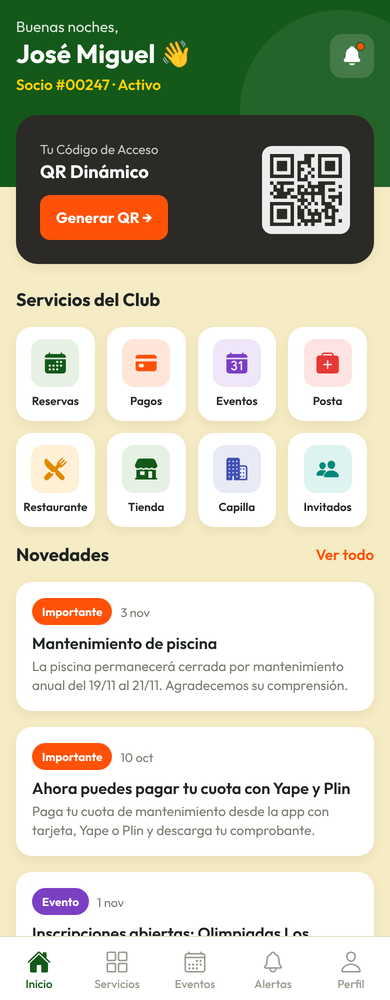 Buenas noches,
José Miguel 👋
Socio #00247 · Activo
Tu Código de Acceso
QR Dinámico
Generar QR →
Servicios del Club
Reservas
Pagos
31
Eventos
Posta
Restaurante
Tienda
Capilla
Invitados
Novedades
Ver todo
Importante
3 nov
Mantenimiento de piscina
La piscina permanecerá cerrada por mantenimiento
anual del 19/11 al 21/11. Agradecemos su comprensión.
Importante
10 oct
Ahora puedes pagar tu cuota con Yape y Plin
Paga tu cuota de mantenimiento desde la app con
tarjeta, Yape o Plin y descarga tu comprobante.
Evento
1 nov
Inscripciones abiertas: Olimpiadas Los
Inicio
Servicios
Eventos
Alertas
Perfil